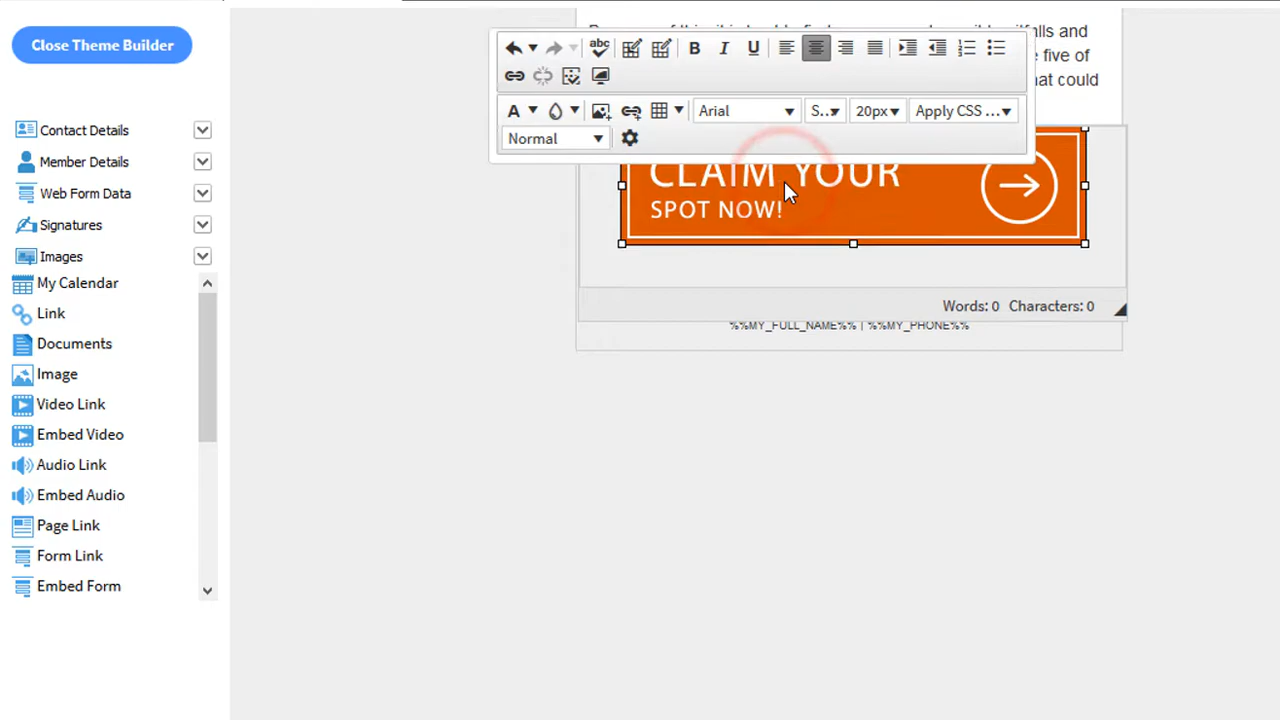 Close Theme Builder
Contact Details
Member Details
Web Form Data
Signatures
Images
My Calendar
Link
Documents
Image
Video Link
Embed Video
Audio Link
Embed Audio
Page Link
Form Link
Embed Form
and
five of
that could
abc
B I U
A
Arial
S..
20px
Apply CSS ...
Normal
CLAIM YOUR
SPOT NOW!
Words: 0 Characters: 0
%%MY_FULL_NAME%% | %%MY_PHONE%%